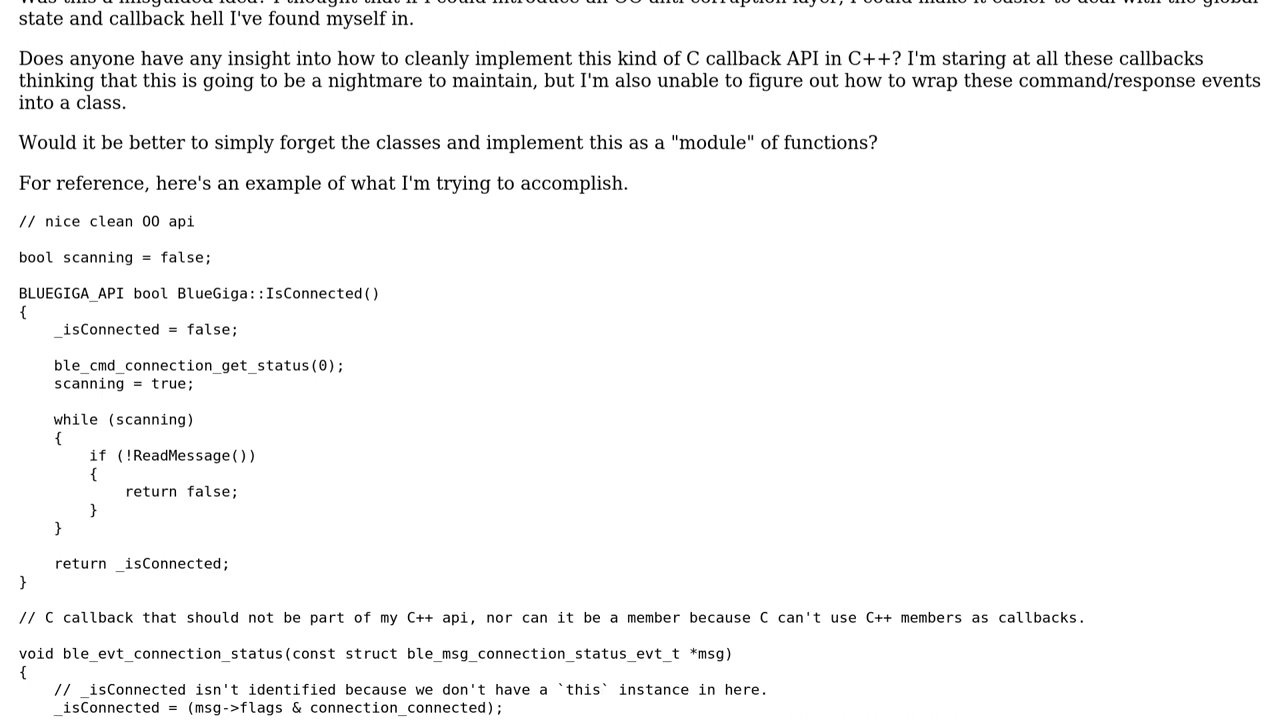 state and callback hell I've found myself in.
Does anyone have any insight into how to cleanly implement this kind of C callback API in C++? I'm staring at all these callbacks
thinking that this is going to be a nightmare to maintain, but I'm also unable to figure out how to wrap these command/response events
into a class.
Would it be better to simply forget the classes and implement this as a "module" of functions?
For reference, here's an example of what I'm trying to accomplish.
// nice clean OO api
bool scanning = false;
BLUEGIGA_API bool BlueGiga::IsConnected()
{
    _isConnected = false;
    ble_cmd_connection_get_status(0);
    scanning = true;
    while (scanning)
    {
        if (!ReadMessage())
        {
            return false;
        }
    }
    return _isConnected;
}
// C callback that should not be part of my C++ api, nor can it be a member because C can't use C++ members as callbacks.
void ble_evt_connection_status(const struct ble_msg_connection_status_evt_t *msg)
{
    // _isConnected isn't identified because we don't have a `this` instance in here.
    _isConnected = (msg->flags & connection_connected);